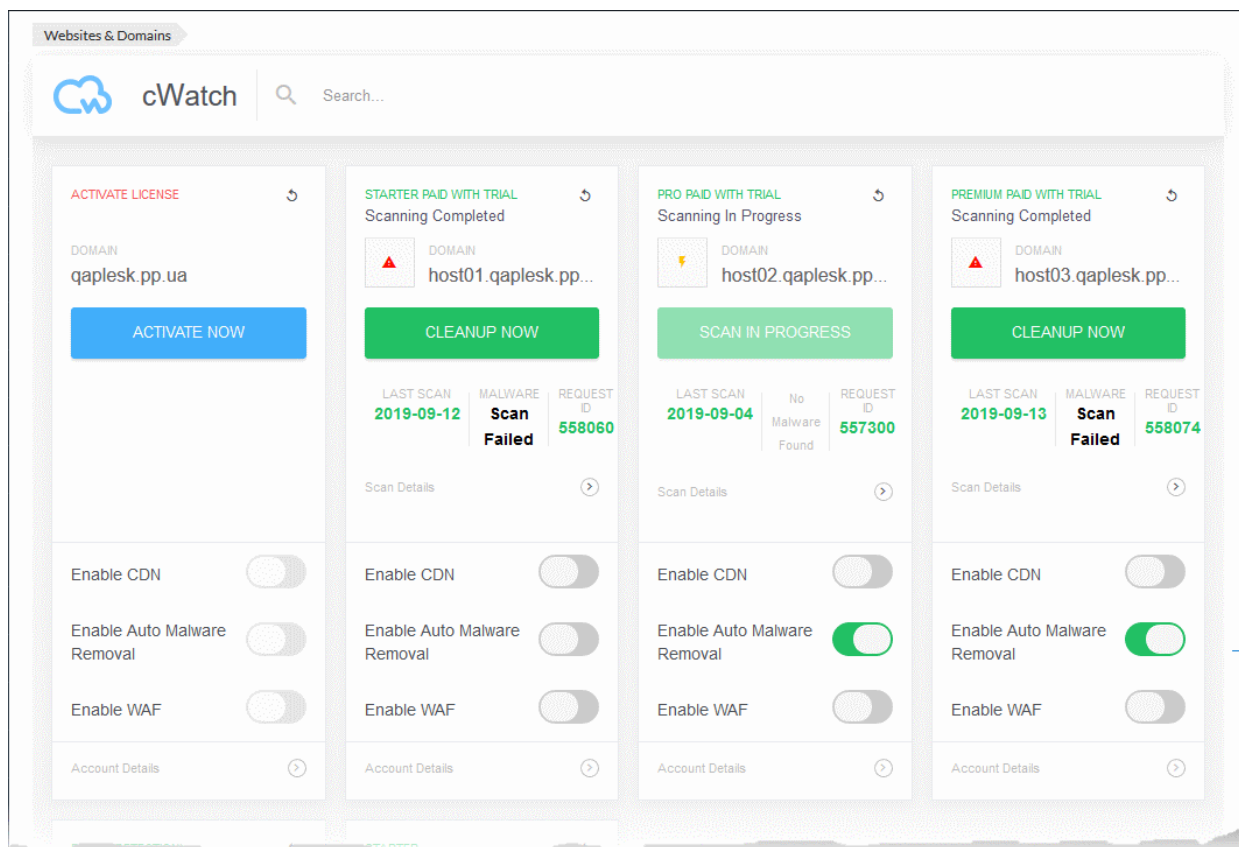 Websites & Domains
cWatch
Search...
ACTIVATE LICENSE
DOMAIN
qaplesk.pp.ua
ACTIVATE NOW
Enable CDN
Enable Auto Malware
Removal
Enable WAF
Account Details
STARTER PAID WITH TRIAL
Scanning Completed
DOMAIN
host01.qaplesk.pp...
CLEANUP NOW
LAST SCAN
2019-09-12
MALWARE
Scan
Failed
REQUEST
ID
558060
Scan Details
Enable CDN
Enable Auto Malware
Removal
Enable WAF
Account Details
PRO PAID WITH TRIAL
Scanning In Progress
DOMAIN
host02.qaplesk.pp...
SCAN IN PROGRESS
LAST SCAN
2019-09-04
No
Malware
Found
REQUEST
ID
557300
Scan Details
Enable CDN
Enable Auto Malware
Removal
Enable WAF
Account Details
PREMIUM PAID WITH TRIAL
Scanning Completed
DOMAIN
host03.qaplesk.pp...
CLEANUP NOW
LAST SCAN
2019-09-13
MALWARE
Scan
Failed
REQUEST
ID
558074
Scan Details
Enable CDN
Enable Auto Malware
Removal
Enable WAF
Account Details
STARTER